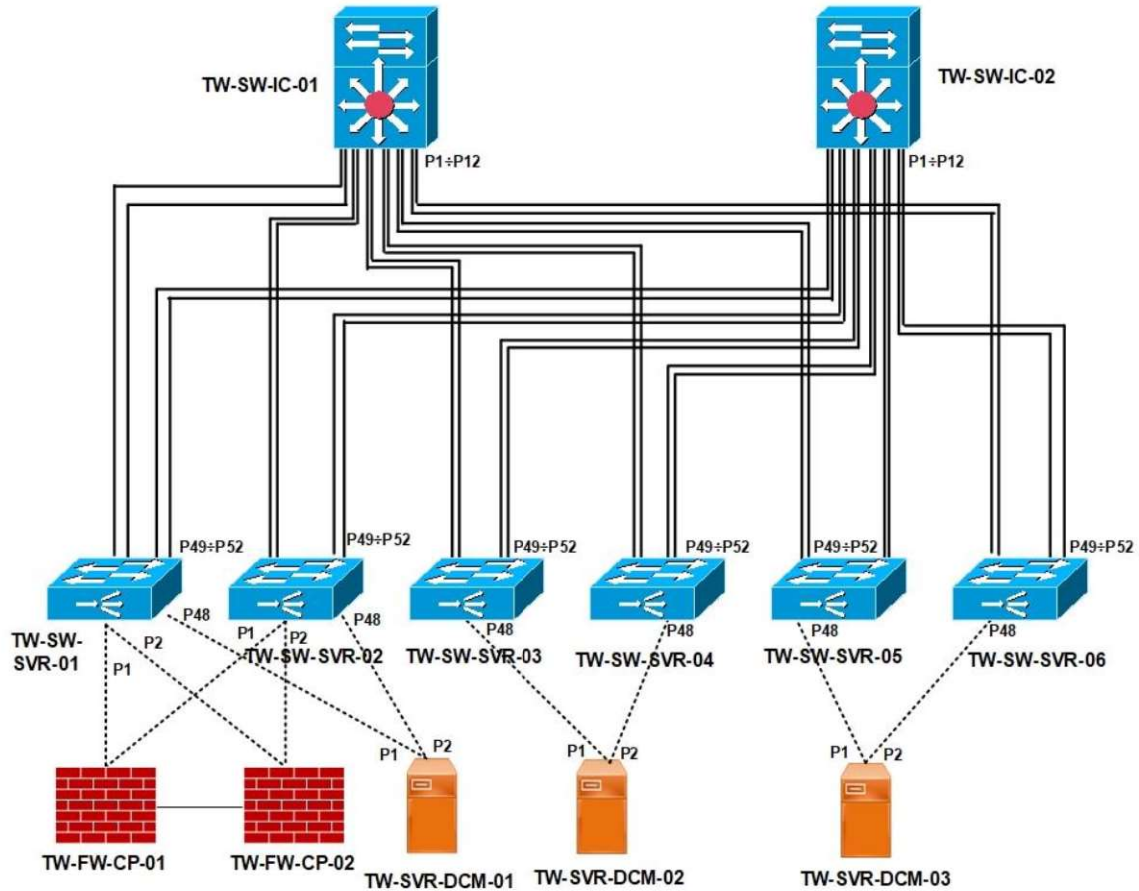 TW-SW-IC-01
TW-SW-IC-02
P1÷P12
P1÷P12
P49÷P52
P49÷P52
P49÷P52
P49÷P52
P49÷P52
P49÷P52
TW-SW-
SVR-01
P1
P2
P48
P1
P2
TW-SW-SVR-02
P48
TW-SW-SVR-03
P48
TW-SW-SVR-04
P48
TW-SW-SVR-05
P48
TW-SW-SVR-06
P48
P1
P2
P1
P2
P1
P2
TW-FW-CP-01
TW-FW-CP-02
TW-SVR-DCM-01
TW-SVR-DCM-02
TW-SVR-DCM-03